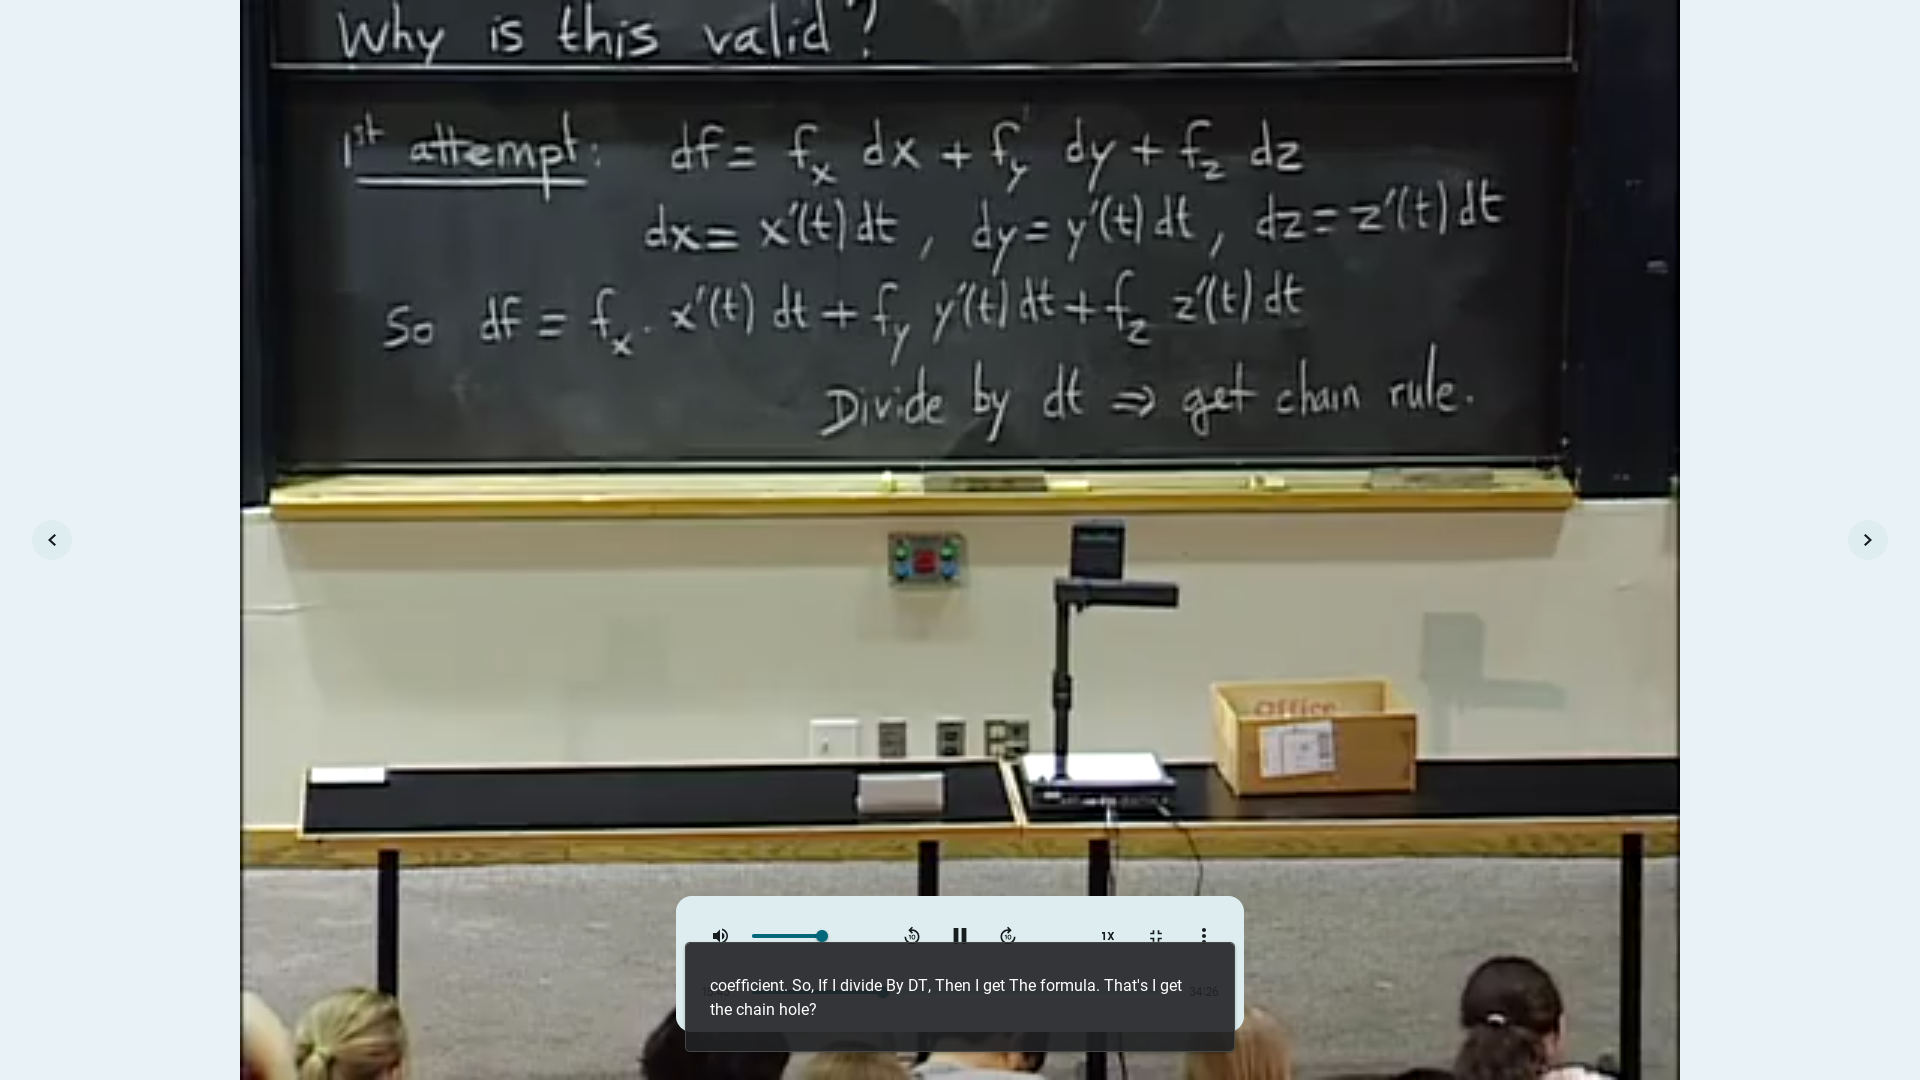 Why is this valid?
1st attempt: df = f_x dx + f_y dy + f_z dz
dx = x'(t) dt , dy = y'(t) dt , dz = z'(t) dt
So df = f_x · x'(t) dt + f_y y'(t) dt + f_z z'(t) dt
Divide by dt ⇒ get chain rule.
Office
1X
coefficient. So, If I divide By DT, Then I get The formula. That's I get
34:26
the chain hole?